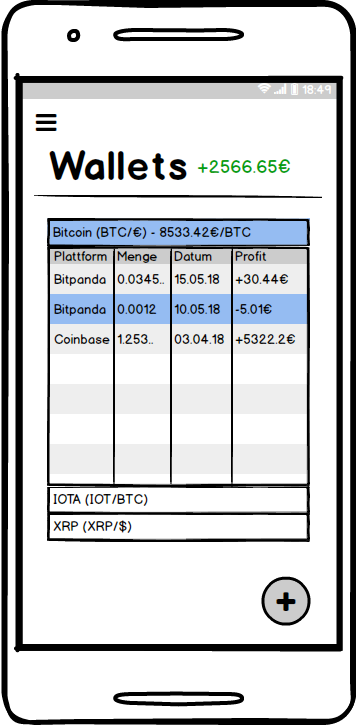 18:49
Wallets +2566.65€
Bitcoin (BTC/€) - 8533.42€/BTC
Plattform Menge Datum Profit
Bitpanda 0.0345.. 15.05.18 +30.44€
Bitpanda 0.0012 10.05.18 -5.01€
Coinbase 1.253.. 03.04.18 +5322.2€
IOTA (IOT/BTC)
XRP (XRP/$)